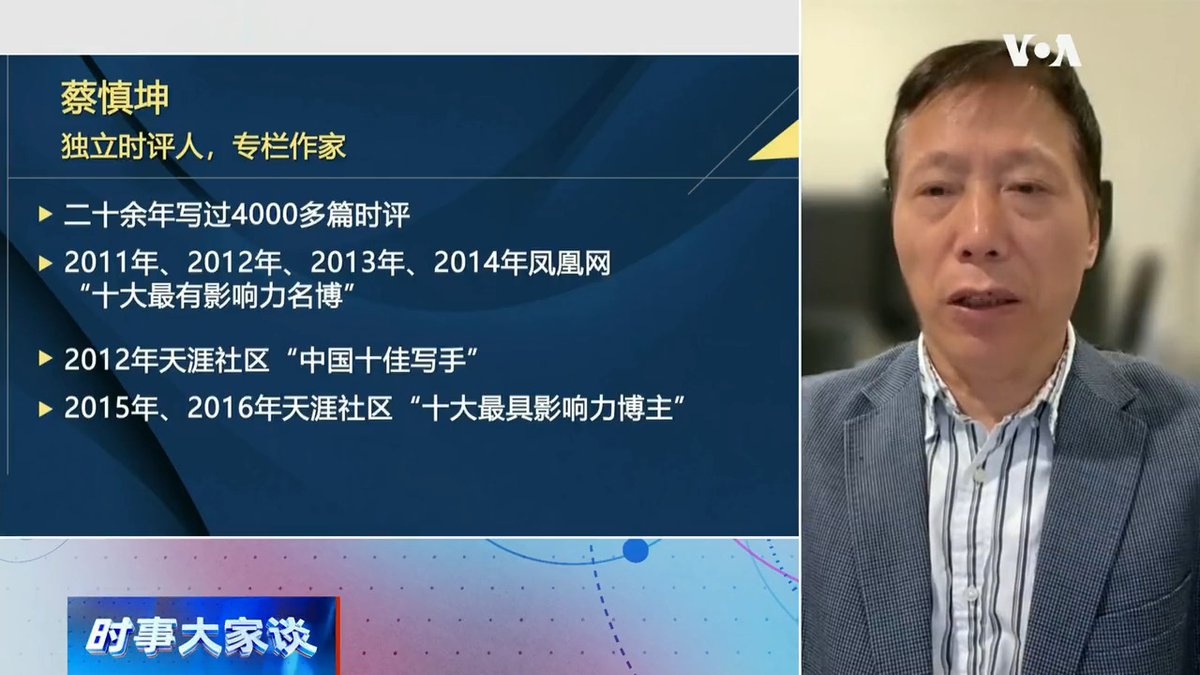 蔡慎坤
独立时评人，专栏作家
二十余年写过4000多篇时评
2011年、2012年、2013年、2014年凤凰网
“十大最有影响力名博”
2012年天涯社区“中国十佳写手”
2015年、2016年天涯社区“十大最具影响力博主”
时事大家谈
VOA